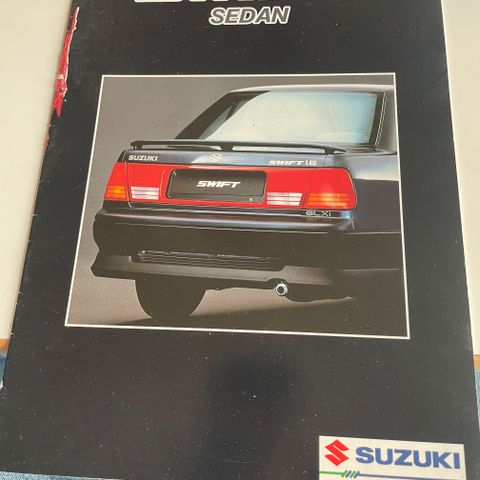 SEDAN
SUZUKI
SWIFT 1.6
SWIFT
GLXi
SUZUKI